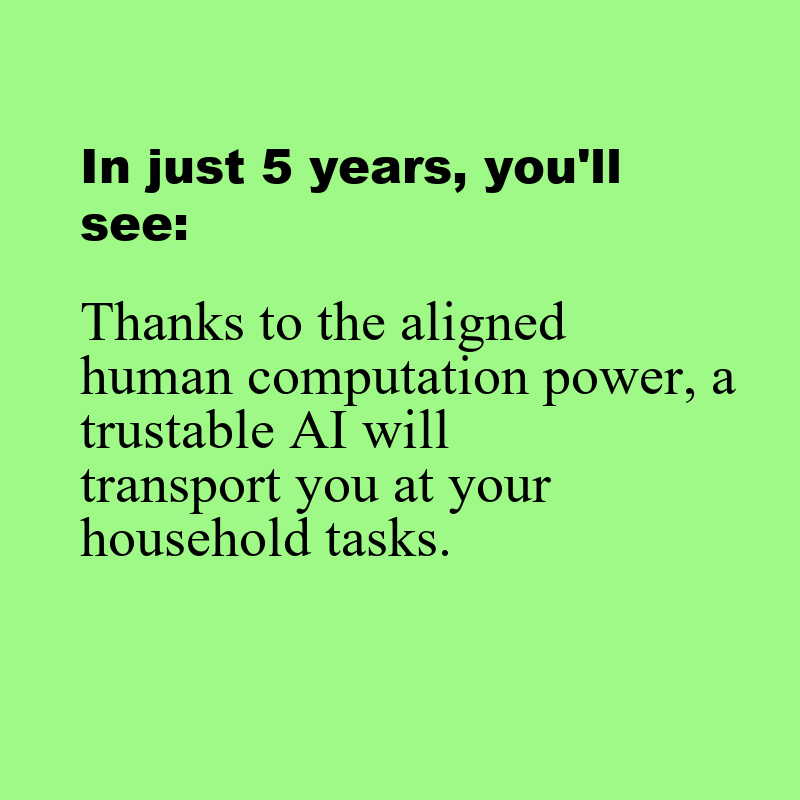 In just 5 years, you'll
see:
Thanks to the aligned
human computation power, a
trustable AI will
transport you at your
household tasks.